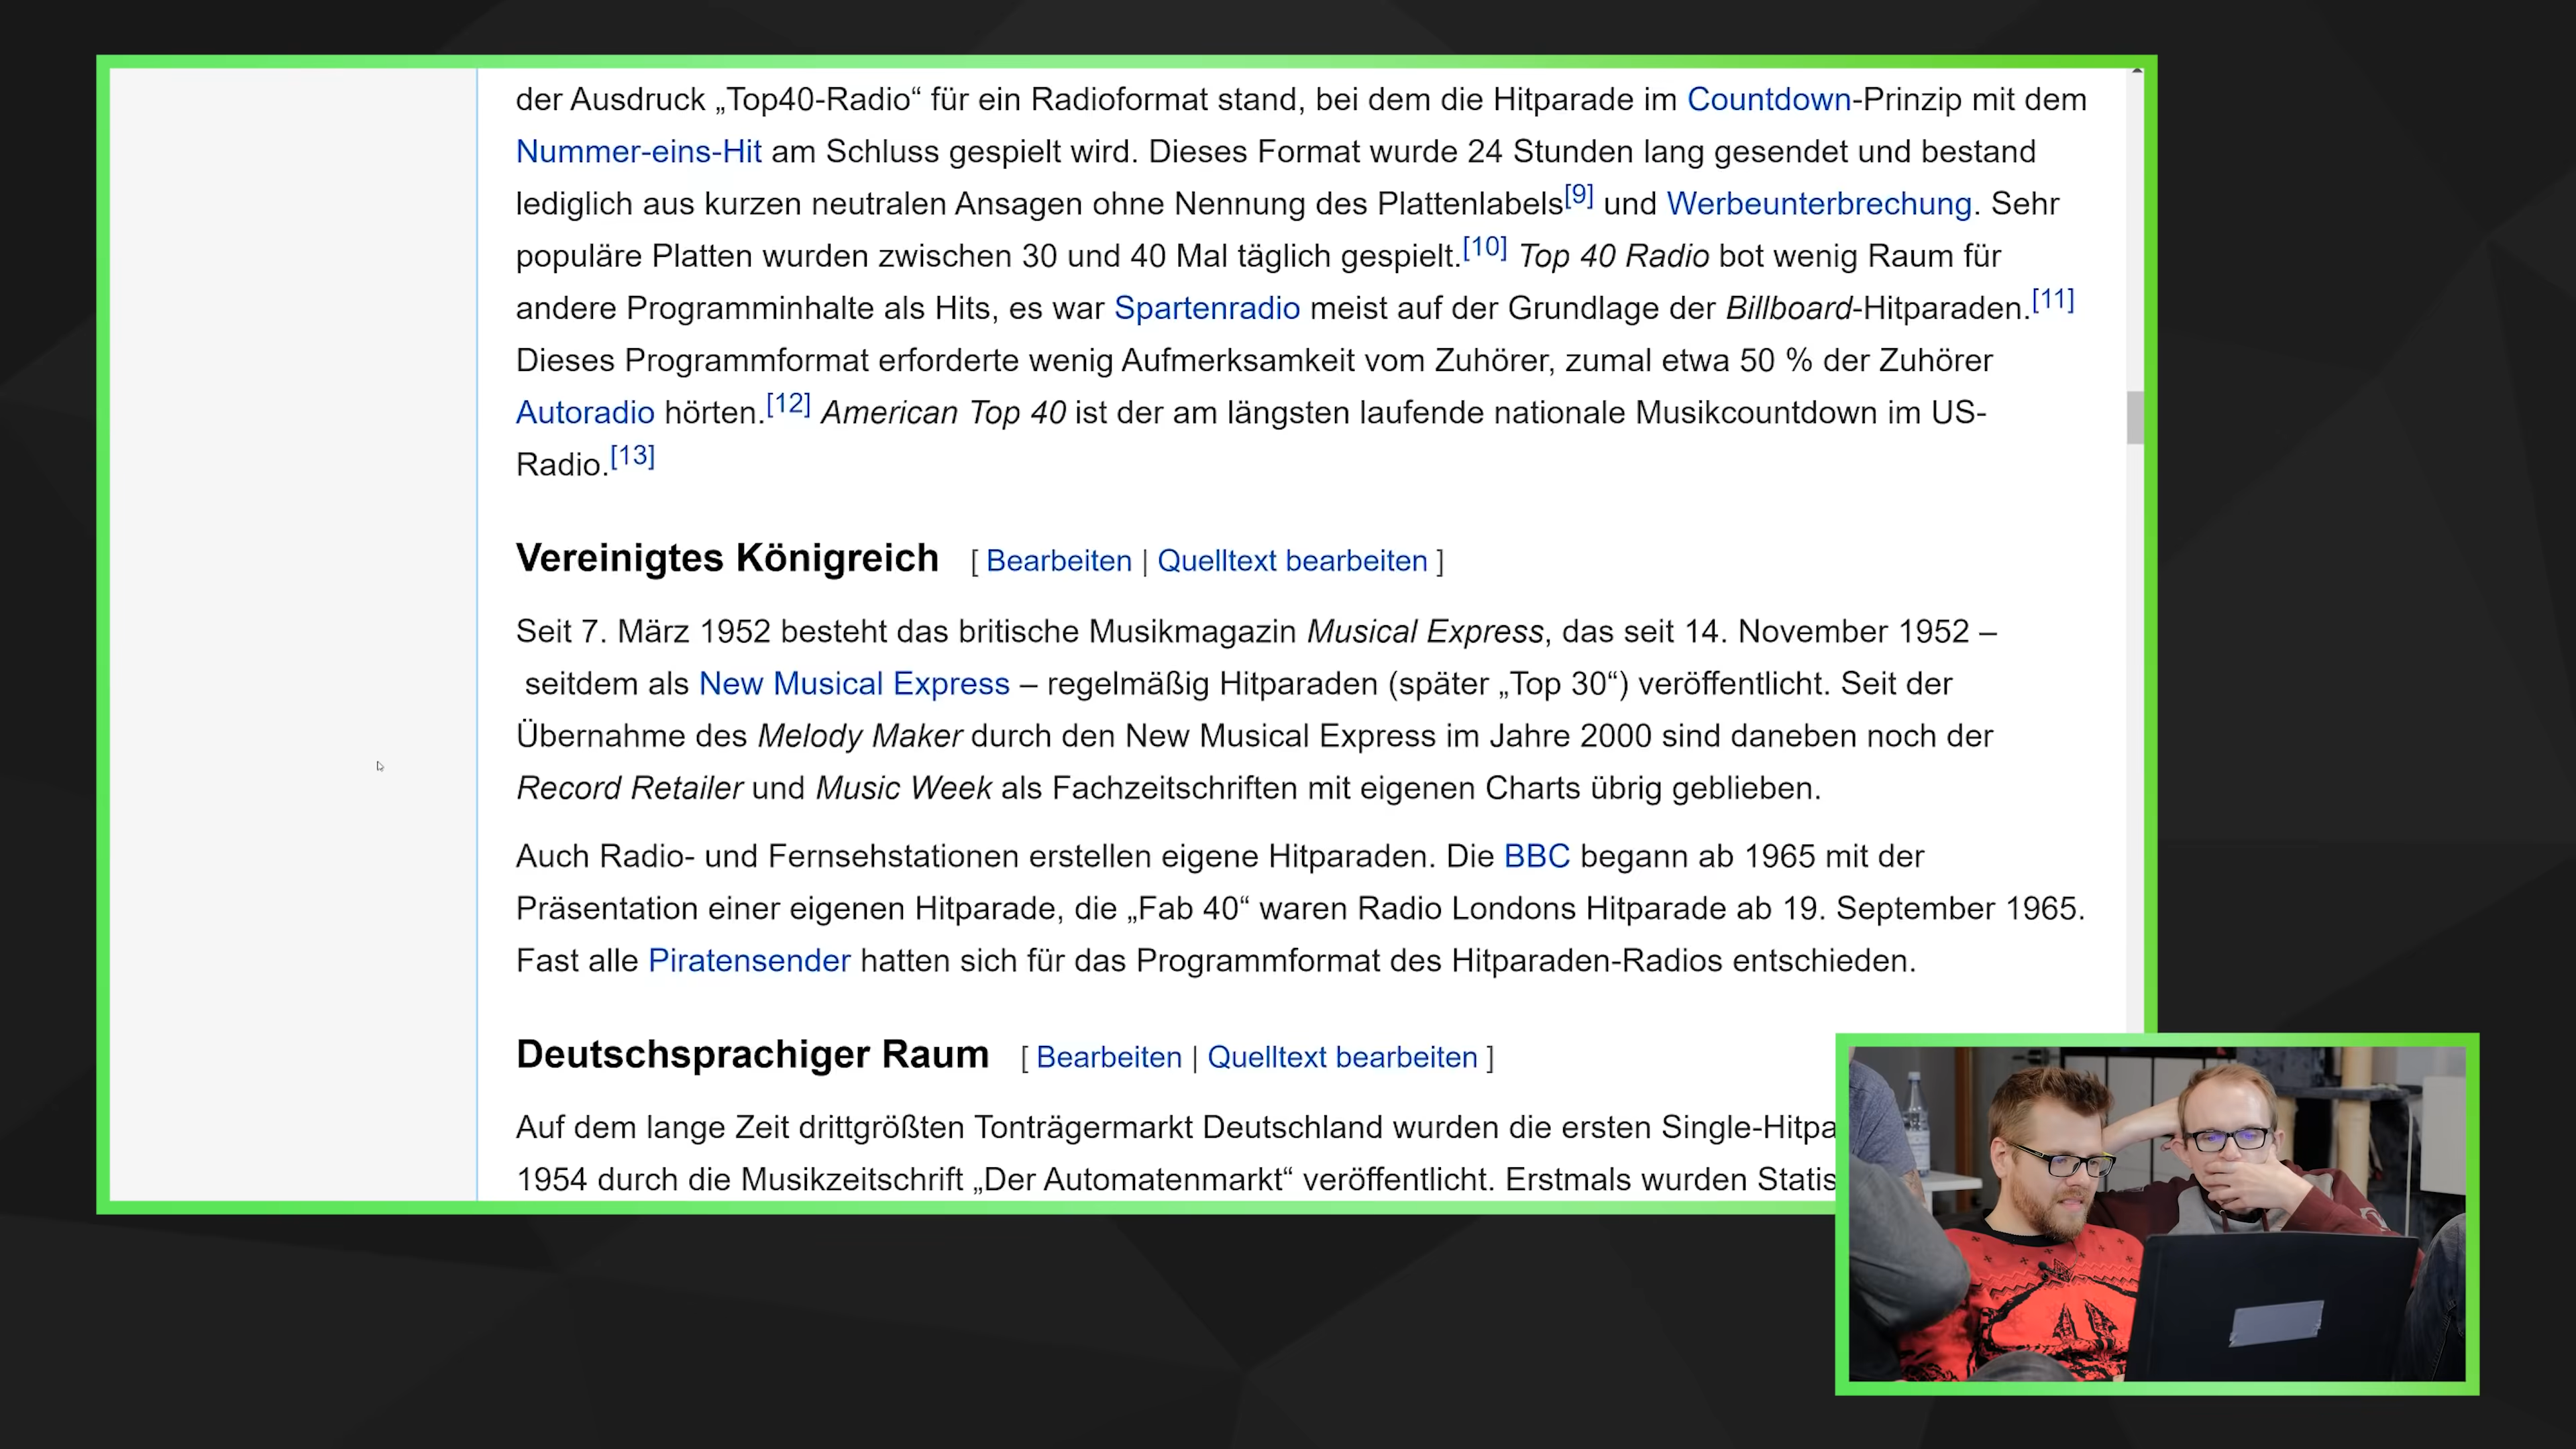 der Ausdruck „Top40-Radio“ für ein Radioformat stand, bei dem die Hitparade im Countdown-Prinzip mit dem
Nummer-eins-Hit am Schluss gespielt wird. Dieses Format wurde 24 Stunden lang gesendet und bestand
lediglich aus kurzen neutralen Ansagen ohne Nennung des Plattenlabels[9] und Werbeunterbrechung. Sehr
populäre Platten wurden zwischen 30 und 40 Mal täglich gespielt.[10] Top 40 Radio bot wenig Raum für
andere Programminhalte als Hits, es war Spartenradio meist auf der Grundlage der Billboard-Hitparaden.[11]
Dieses Programmformat erforderte wenig Aufmerksamkeit vom Zuhörer, zumal etwa 50 % der Zuhörer
Autoradio hörten.[12] American Top 40 ist der am längsten laufende nationale Musikcountdown im US-
Radio.[13]
Vereinigtes Königreich [ Bearbeiten | Quelltext bearbeiten ]
Seit 7. März 1952 besteht das britische Musikmagazin Musical Express, das seit 14. November 1952 –
seitdem als New Musical Express – regelmäßig Hitparaden (später „Top 30“) veröffentlicht. Seit der
Übernahme des Melody Maker durch den New Musical Express im Jahre 2000 sind daneben noch der
Record Retailer und Music Week als Fachzeitschriften mit eigenen Charts übrig geblieben.
Auch Radio- und Fernsehstationen erstellen eigene Hitparaden. Die BBC begann ab 1965 mit der
Präsentation einer eigenen Hitparade, die „Fab 40“ waren Radio Londons Hitparade ab 19. September 1965.
Fast alle Piratensender hatten sich für das Programmformat des Hitparaden-Radios entschieden.
Deutschsprachiger Raum [ Bearbeiten | Quelltext bearbeiten ]
Auf dem lange Zeit drittgrößten Tonträgermarkt Deutschland wurden die ersten Single-Hitpa
1954 durch die Musikzeitschrift „Der Automatenmarkt“ veröffentlicht. Erstmals wurden Statis